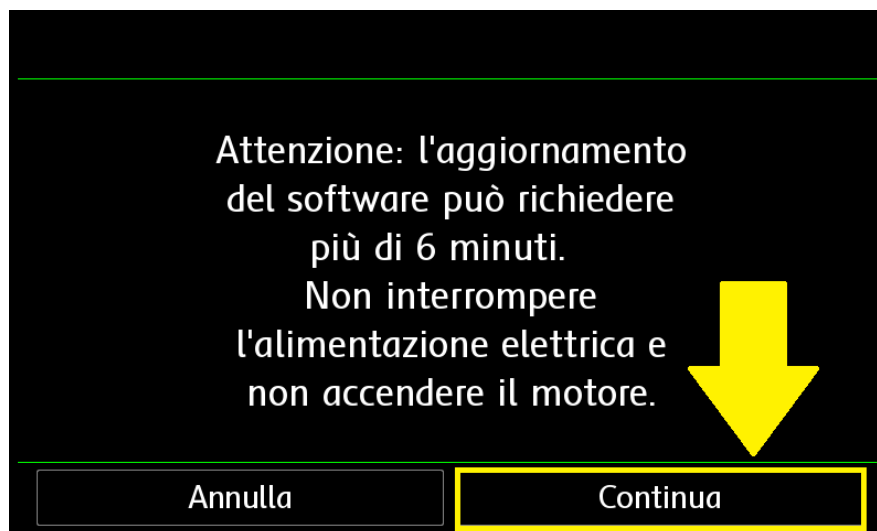 Attenzione: l'aggiornamento
del software può richiedere
più di 6 minuti.
Non interrompere
l'alimentazione elettrica e
non accendere il motore.
Annulla
Continua